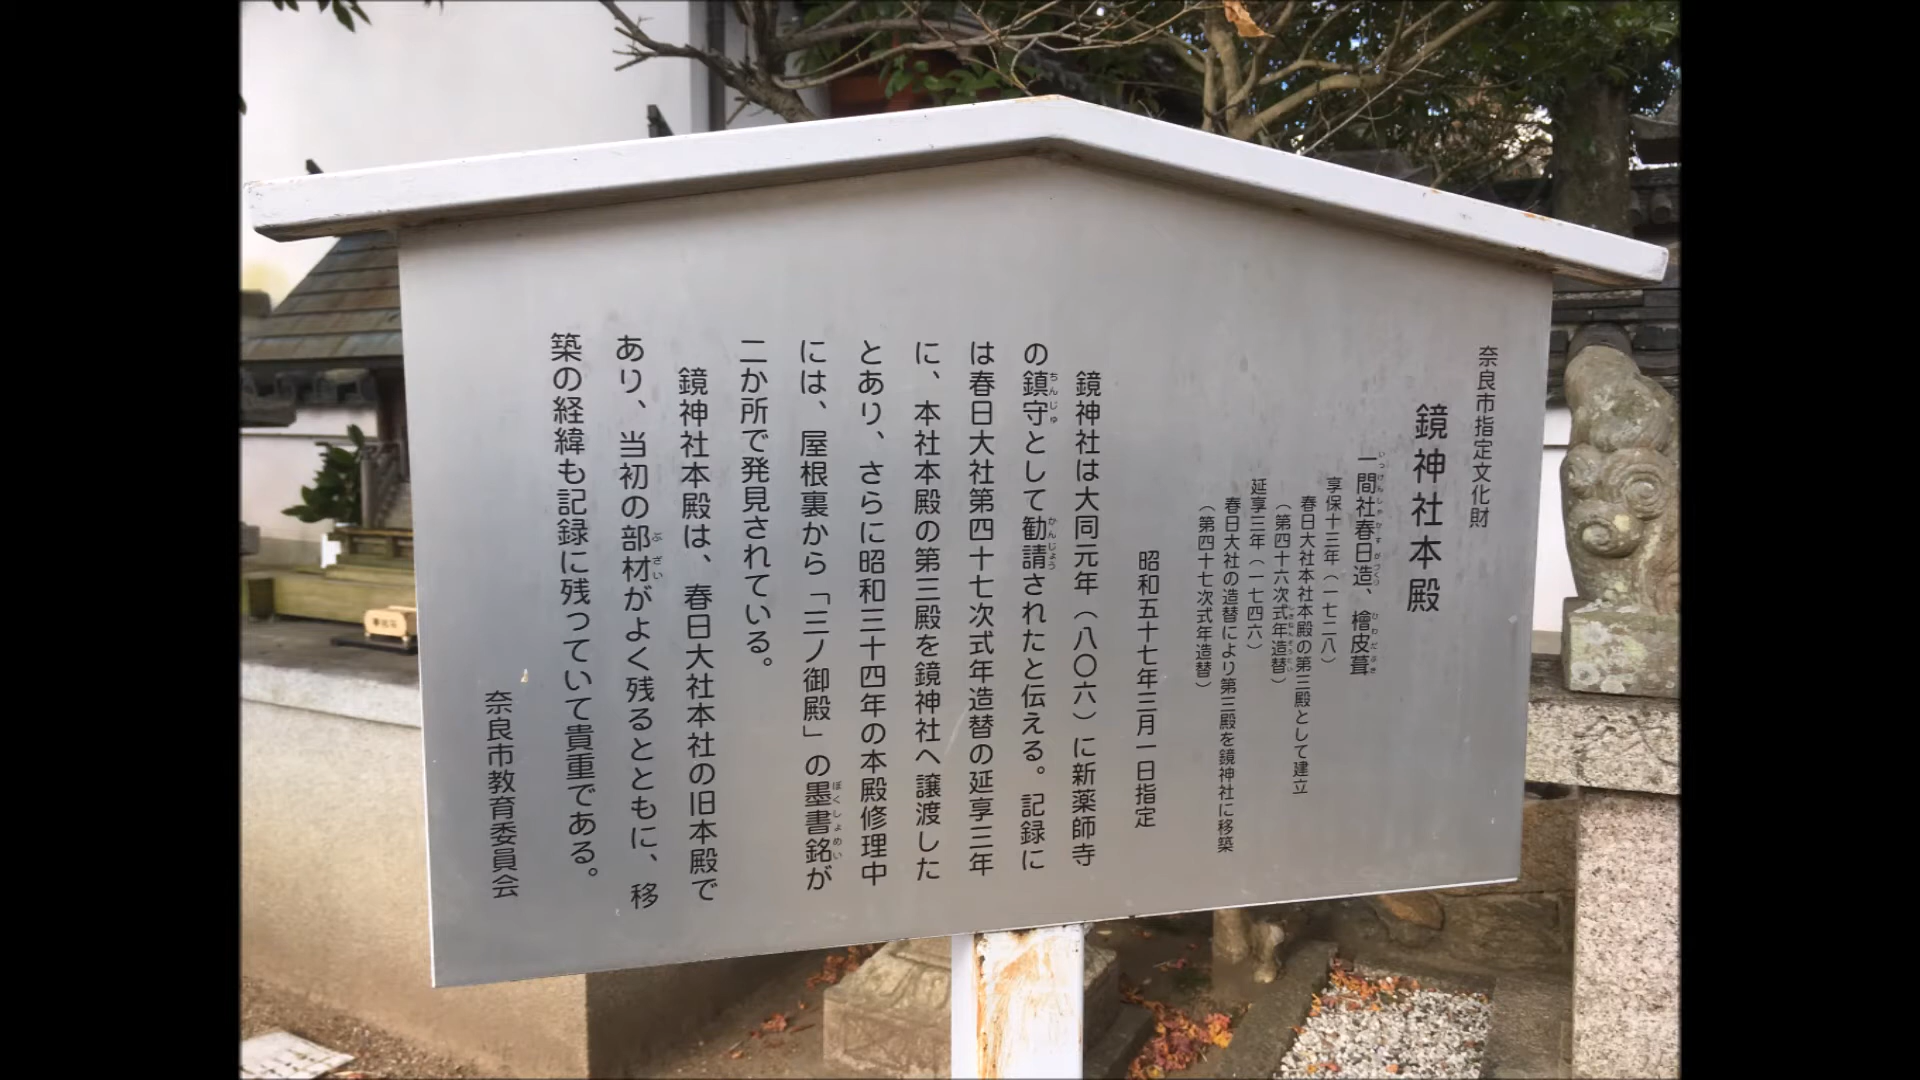 奈良市指定文化財
鏡神社本殿
一間社春日造、檜皮葺
享保十三年（一七二八）
春日大社本社本殿の第三殿として建立
（第四十六次式年造替）
延享三年（一七四六）
春日大社の造替により第三殿を鏡神社に移築
（第四十七次式年造替）
昭和五十七年三月一日指定
鏡神社は大同元年（八〇六）に新薬師寺
の鎮守として勧請されたと伝える。記録に
は春日大社第四十七次式年造替の延享三年
に、本社本殿の第三殿を鏡神社へ譲渡した
とあり、さらに昭和三十四年の本殿修理中
には、屋根裏から「三ノ御殿」の墨書銘が
二か所で発見されている。
鏡神社本殿は、春日大社本社の旧本殿で
あり、当初の部材がよく残るとともに、移
築の経緯も記録に残っていて貴重である。
奈良市教育委員会